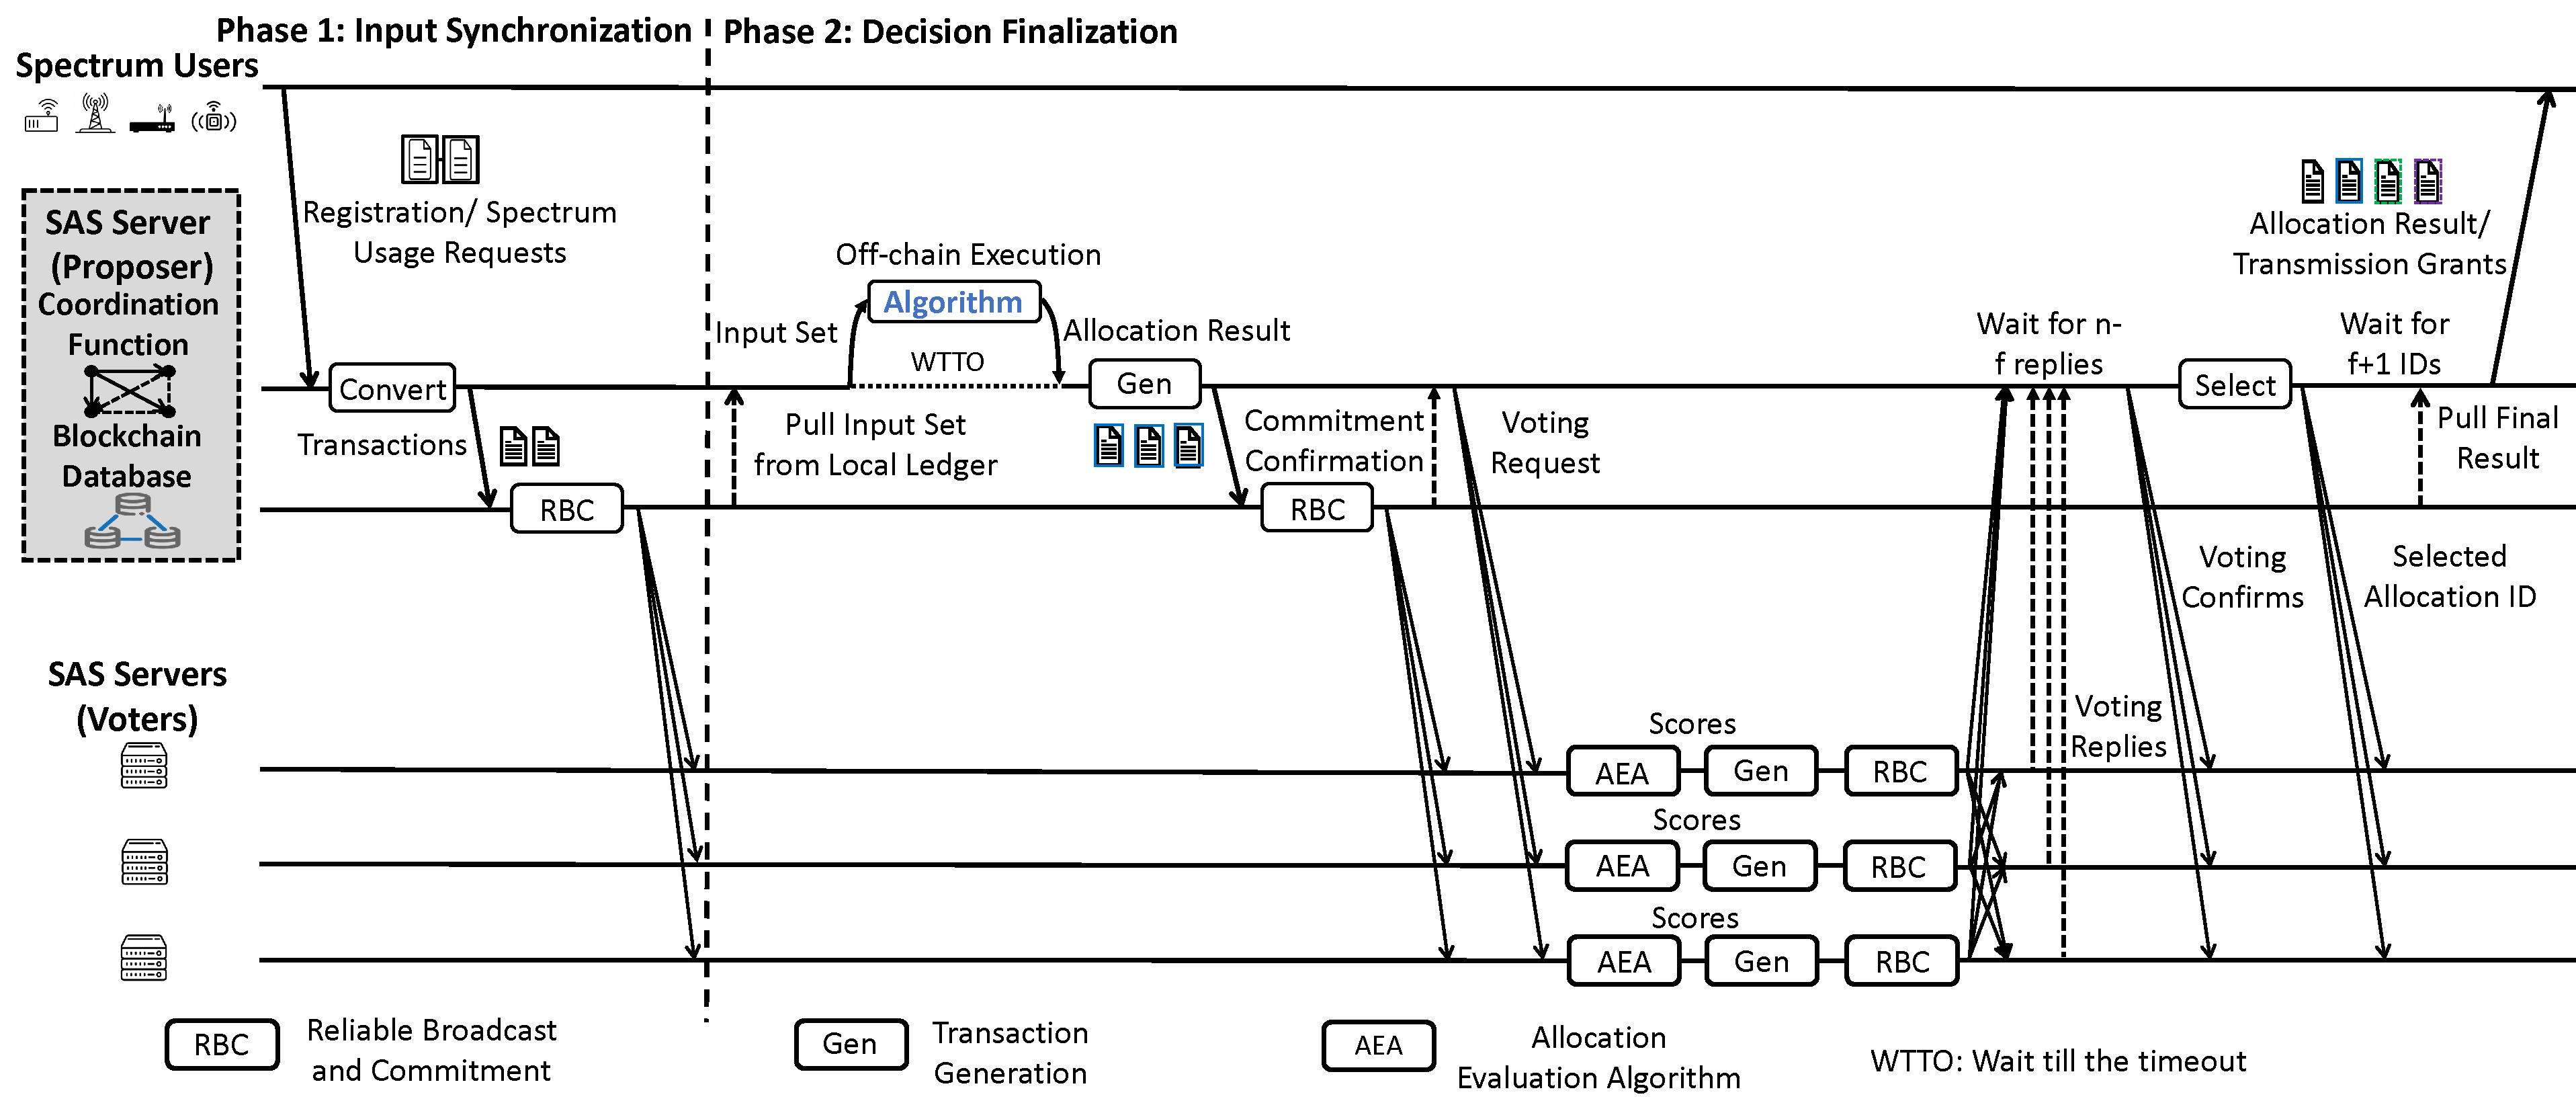 Phase 1: Input Synchronization
Phase 2: Decision Finalization
Spectrum Users
Registration/ Spectrum
Usage Requests
SAS Server
(Proposer)
Coordination
Function
Blockchain
Database
Convert
Transactions
RBC
Input Set
Off-chain Execution
Algorithm
WTTO
Allocation Result
Pull Input Set
from Local Ledger
Gen
Commitment
Confirmation
RBC
Voting
Request
Wait for n-
f replies
Select
Allocation Result/
Transmission Grants
Wait for
f+1 IDs
Pull Final
Result
Voting
Confirms
Selected
Allocation ID
Voting
Replies
SAS Servers
(Voters)
Scores
AEA
Gen
RBC
Scores
AEA
Gen
RBC
Scores
AEA
Gen
RBC
RBC
Reliable Broadcast
and Commitment
Gen
Transaction
Generation
AEA
Allocation
Evaluation Algorithm
WTTO: Wait till the timeout